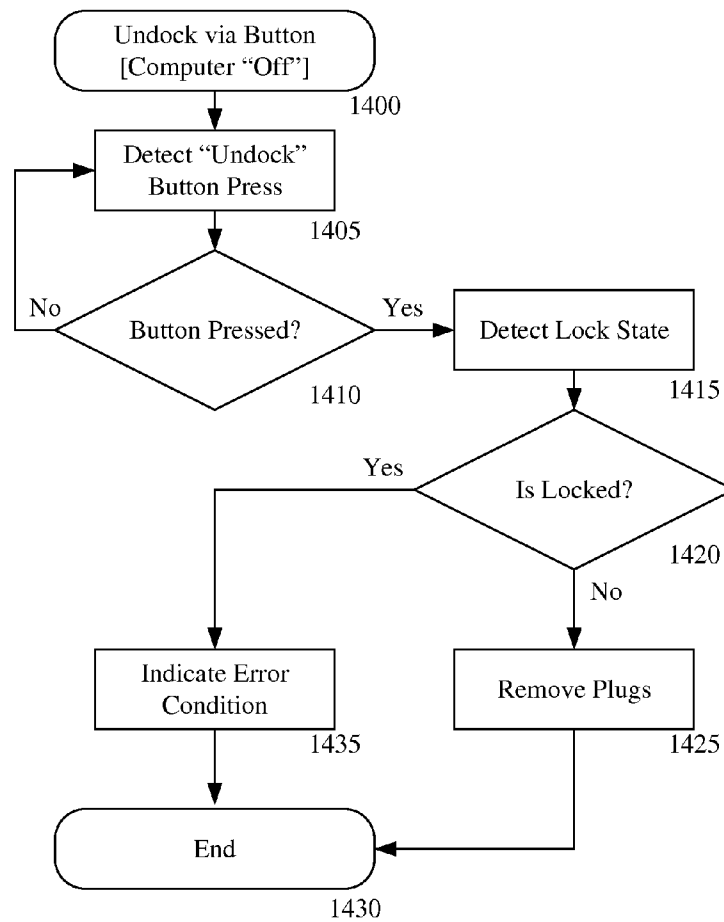 Undock via Button
[Computer “Off”]
1400
Detect “Undock”
Button Press
1405
No
Button Pressed?
Yes
1410
Detect Lock State
1415
Yes
Is Locked?
1420
No
Indicate Error
Condition
1435
Remove Plugs
1425
End
1430